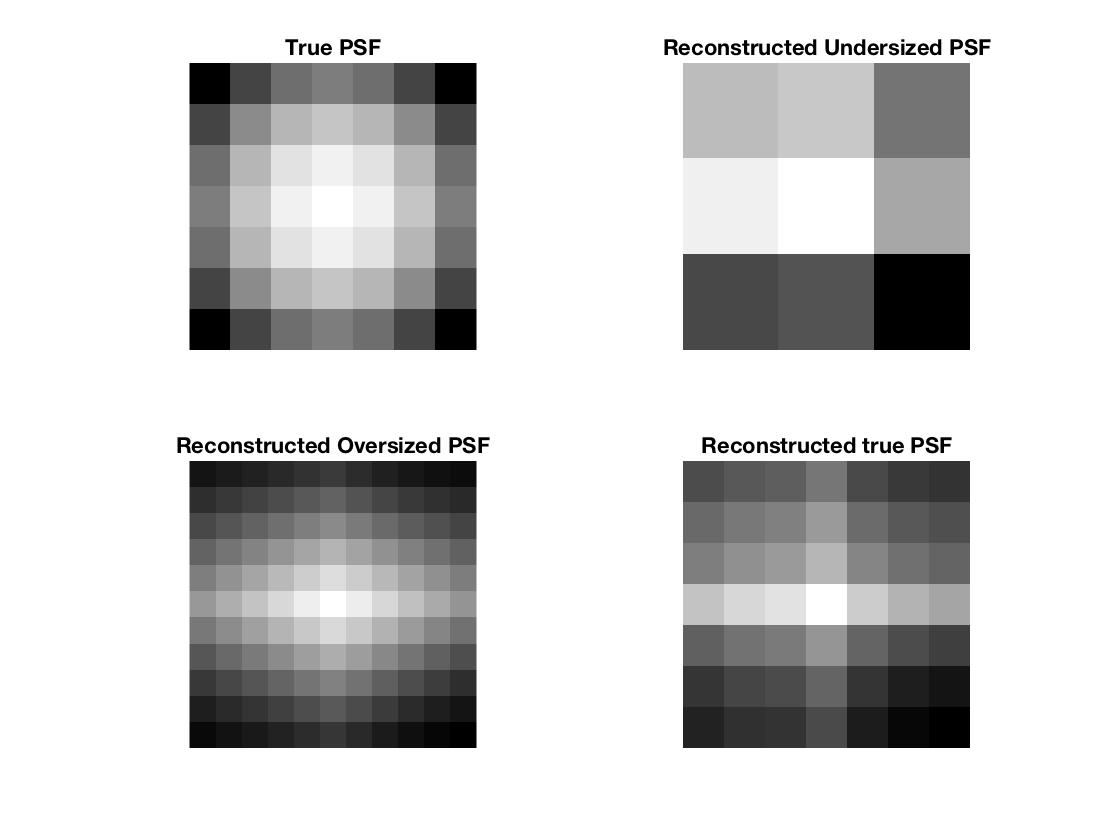 True PSF
Reconstructed Undersized PSF
Reconstructed Oversized PSF
Reconstructed true PSF